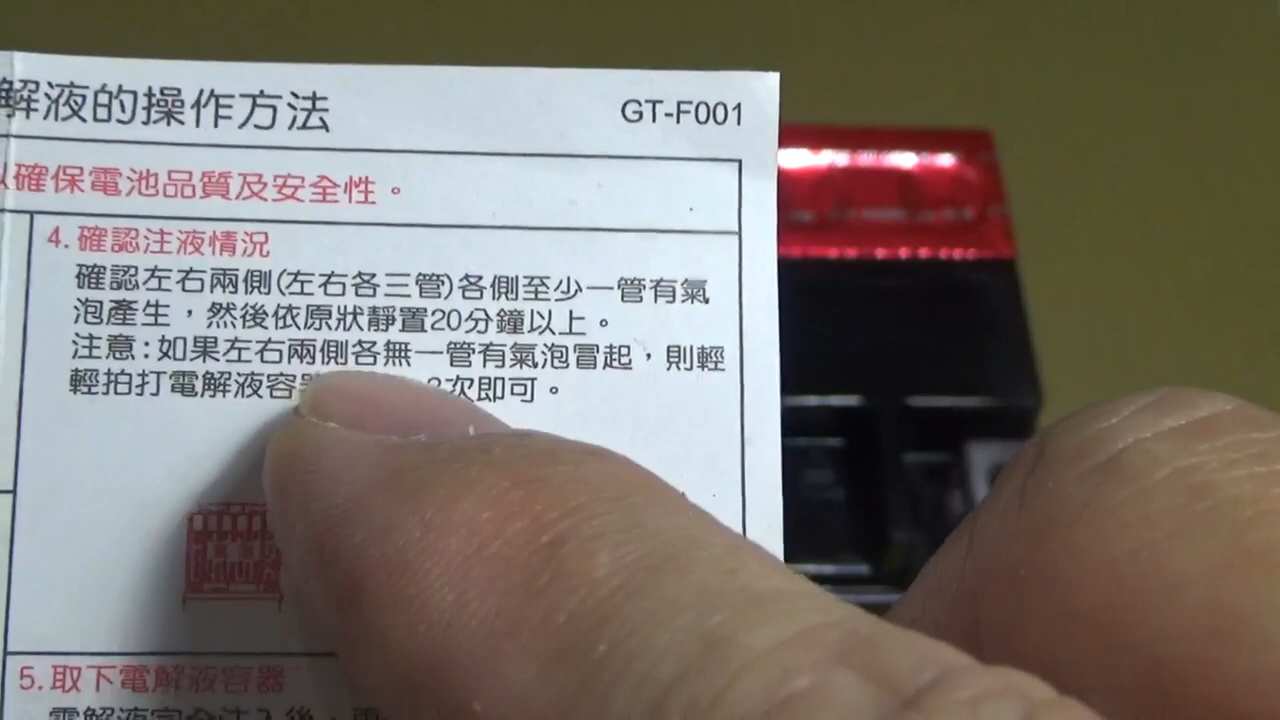 解液的操作方法
GT-F001
確保電池品質及安全性。
4.確認注液情況
確認左右兩側(左右各三管)各側至少一管有氣
泡產生，然後依原狀靜置20分鐘以上。
注意:如果左右兩側各無一管有氣泡冒起，則輕
輕拍打電解液容
次即可。
5.取下電解液容器